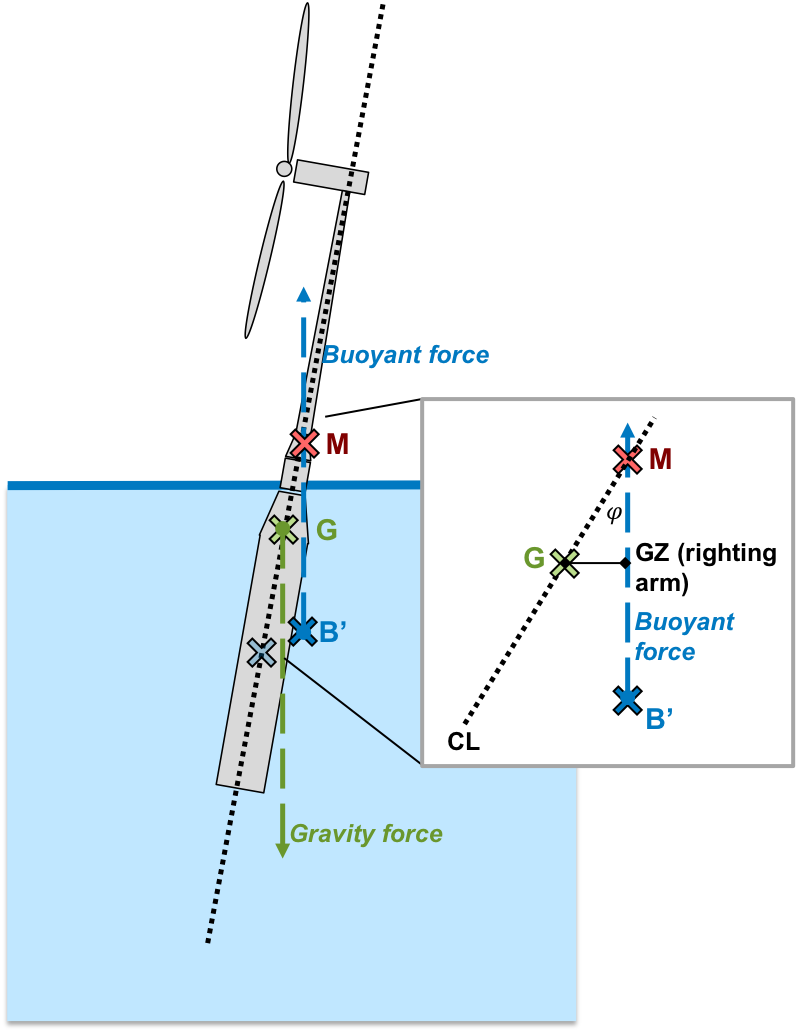 Buoyant force
M
G
B’
Gravity force
M
φ
G
GZ (righting
arm)
Buoyant
force
B’
CL